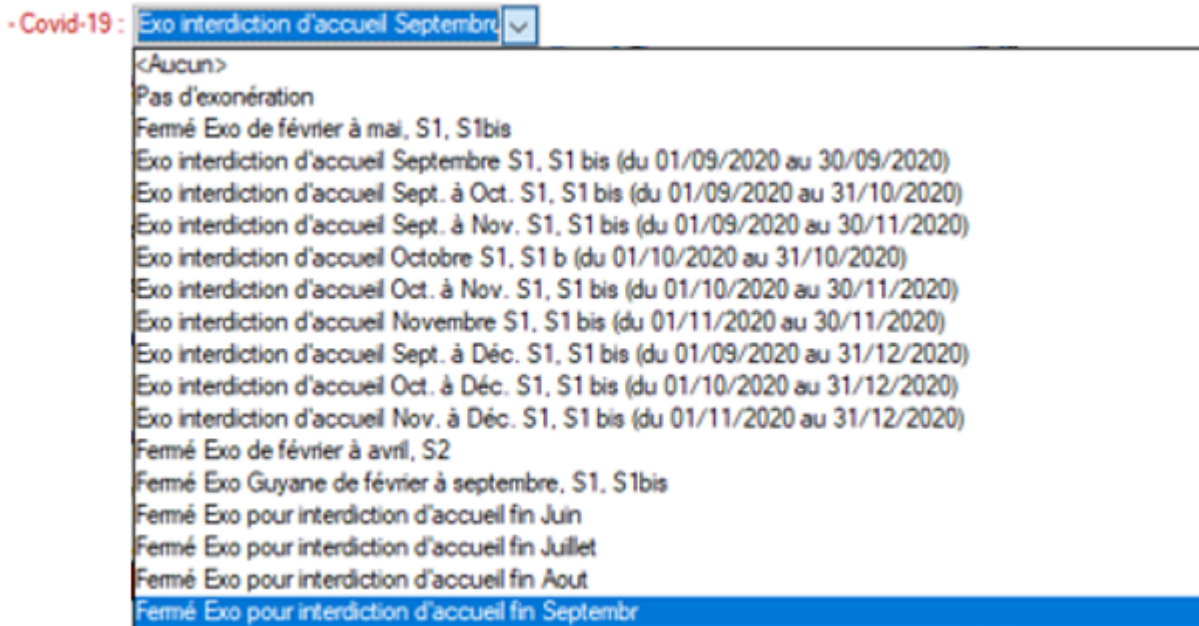 - Covid-19 : Exo interdiction d'accueil Septembre
<Aucun>
Pas d'exonération
Fermé Exo de février à mai, S1, S1bis
Exo interdiction d'accueil Septembre S1, S1 bis (du 01/09/2020 au 30/09/2020)
Exo interdiction d'accueil Sept. à Oct. S1, S1 bis (du 01/09/2020 au 31/10/2020)
Exo interdiction d'accueil Sept. à Nov. S1, S1 bis (du 01/09/2020 au 30/11/2020)
Exo interdiction d'accueil Octobre S1, S1 b (du 01/10/2020 au 31/10/2020)
Exo interdiction d'accueil Oct. à Nov. S1, S1 bis (du 01/10/2020 au 30/11/2020)
Exo interdiction d'accueil Novembre S1, S1 bis (du 01/11/2020 au 30/11/2020)
Exo interdiction d'accueil Sept. à Déc. S1, S1 bis (du 01/09/2020 au 31/12/2020)
Exo interdiction d'accueil Oct. à Déc. S1, S1 bis (du 01/10/2020 au 31/12/2020)
Exo interdiction d'accueil Nov. à Déc. S1, S1 bis (du 01/11/2020 au 31/12/2020)
Fermé Exo de février à avril, S2
Fermé Exo Guyane de février à septembre, S1, S1bis
Fermé Exo pour interdiction d'accueil fin Juin
Fermé Exo pour interdiction d'accueil fin Juillet
Fermé Exo pour interdiction d'accueil fin Aout
Fermé Exo pour interdiction d'accueil fin Septembr